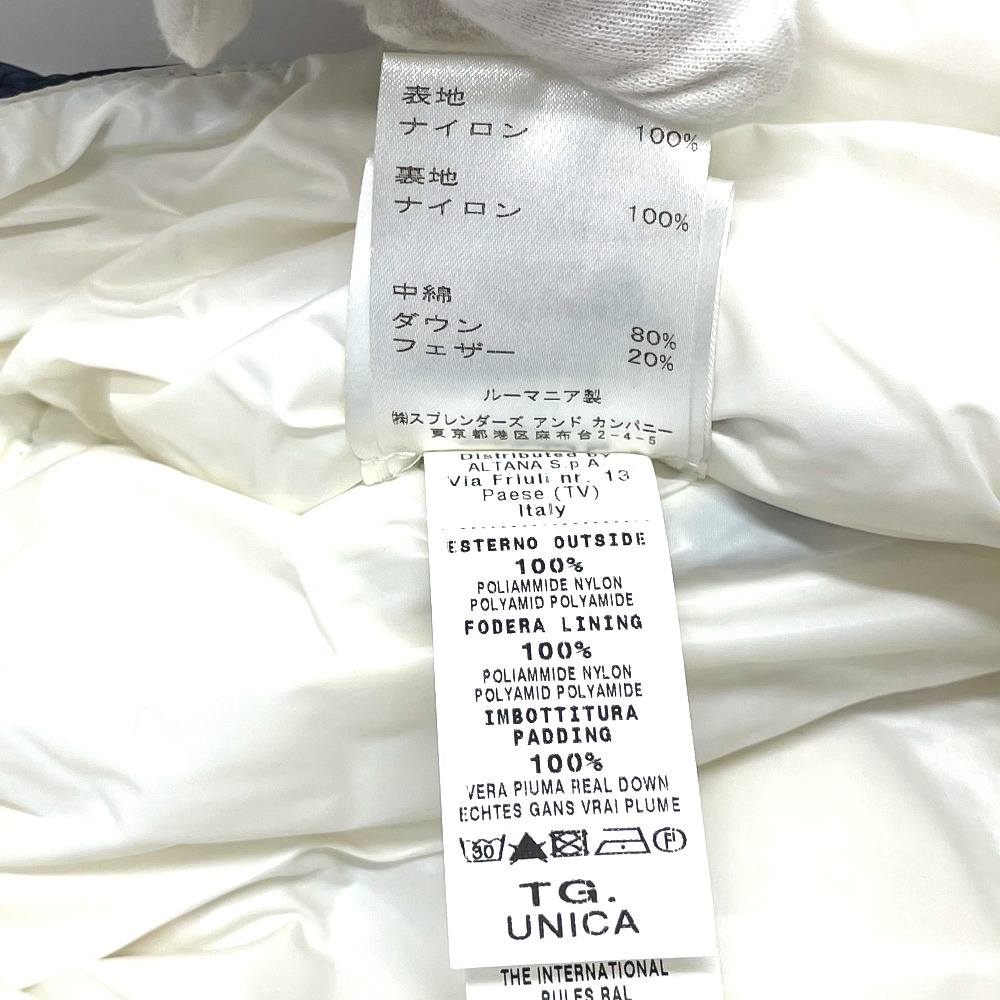 表地
ナイロン 100%
裏地
ナイロン 100%
中綿
ダウン 80%
フェザー 20%
ルーマニア製
㈱スプレンダーズ アンド カンパニー
東京都港区麻布台2-4-5
Distributed by
ALTANA S.p A
Via Friuli nr. 13
Paese (TV)
Italy
ESTERNO OUTSIDE
100%
POLIAMMIDE NYLON
POLYAMID POLYAMIDE
FODERA LINING
100%
POLIAMMIDE NYLON
POLYAMID POLYAMIDE
IMBOTTITURA
PADDING
100%
VERA PIUMA REAL DOWN
ECHTES GANS VRAI PLUME
30
F
TG.
UNICA
THE INTERNATIONAL
RULES RAL